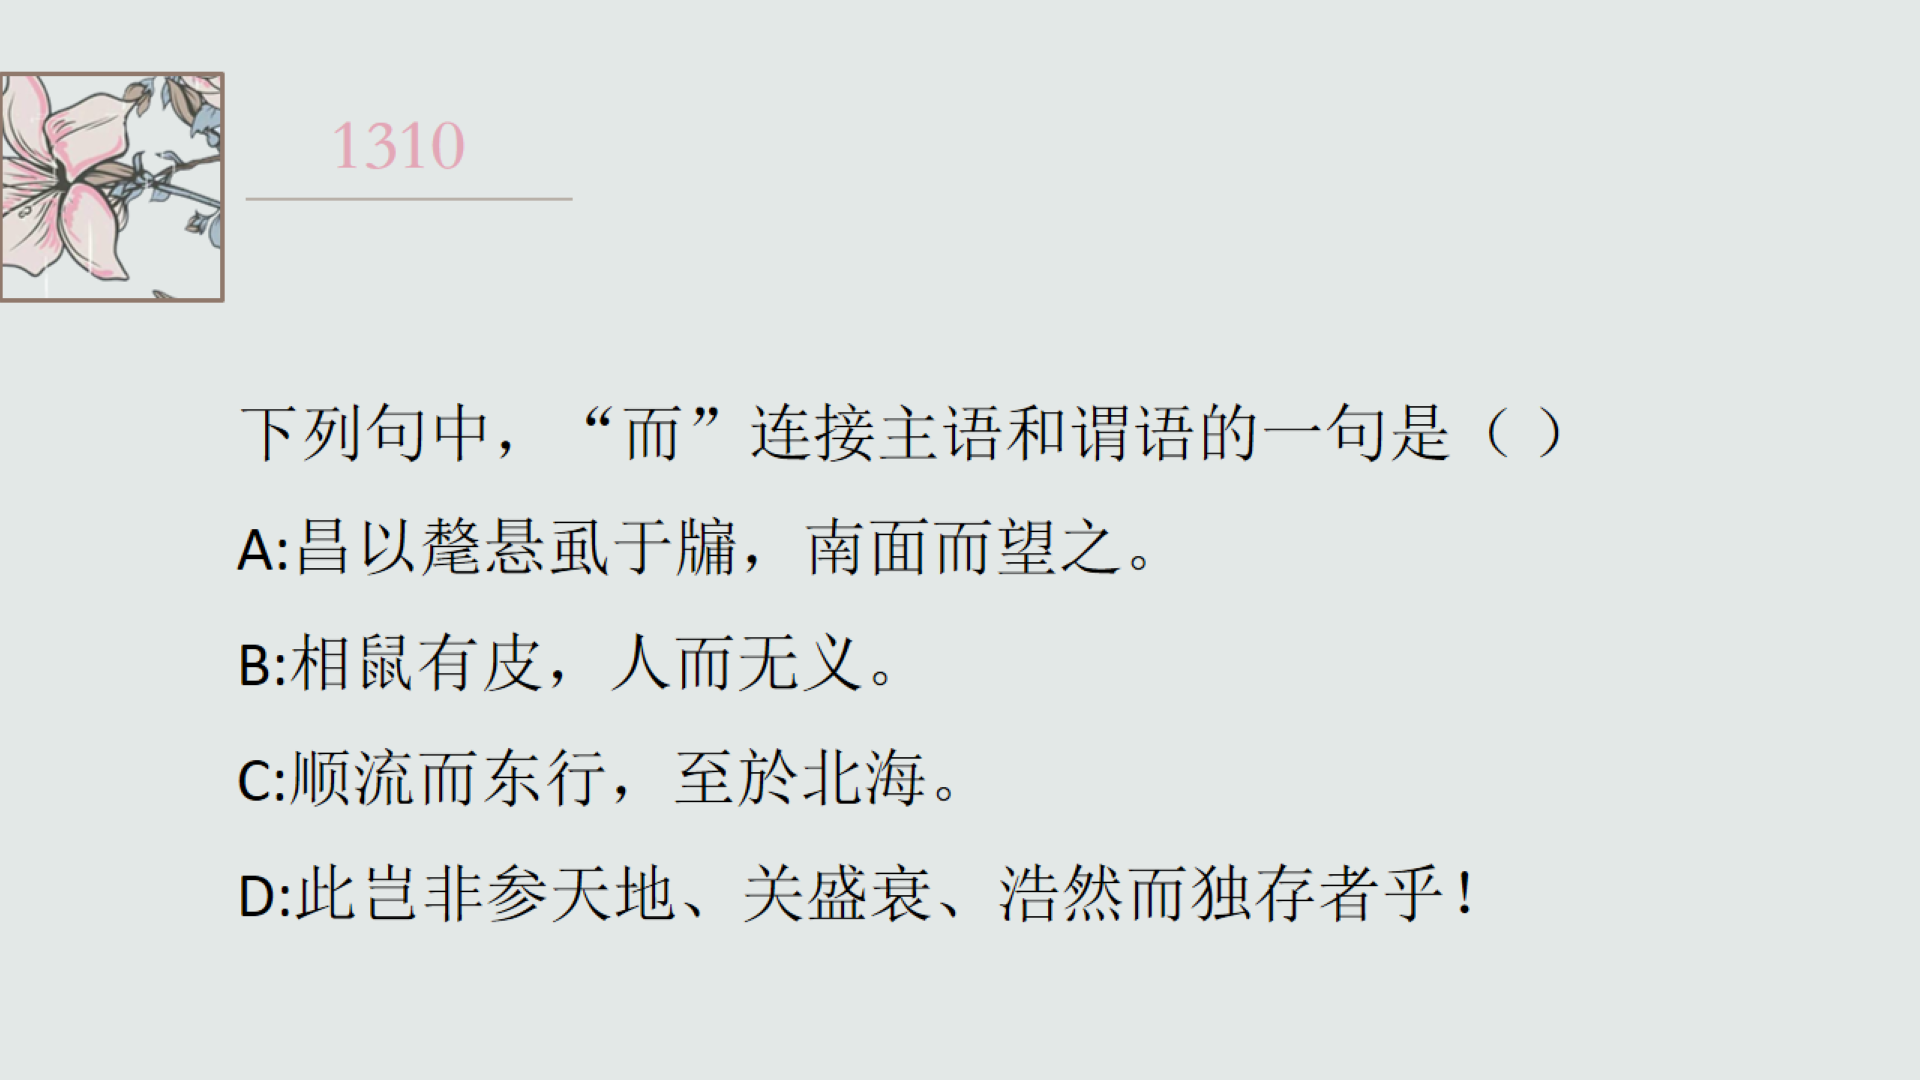 1310
下列句中，“而”连接主语和谓语的一句是（ ）
A:昌以氂悬虱于牖，南面而望之。
B:相鼠有皮，人而无义。
C:顺流而东行，至於北海。
D:此岂非参天地、关盛衰、浩然而独存者乎！